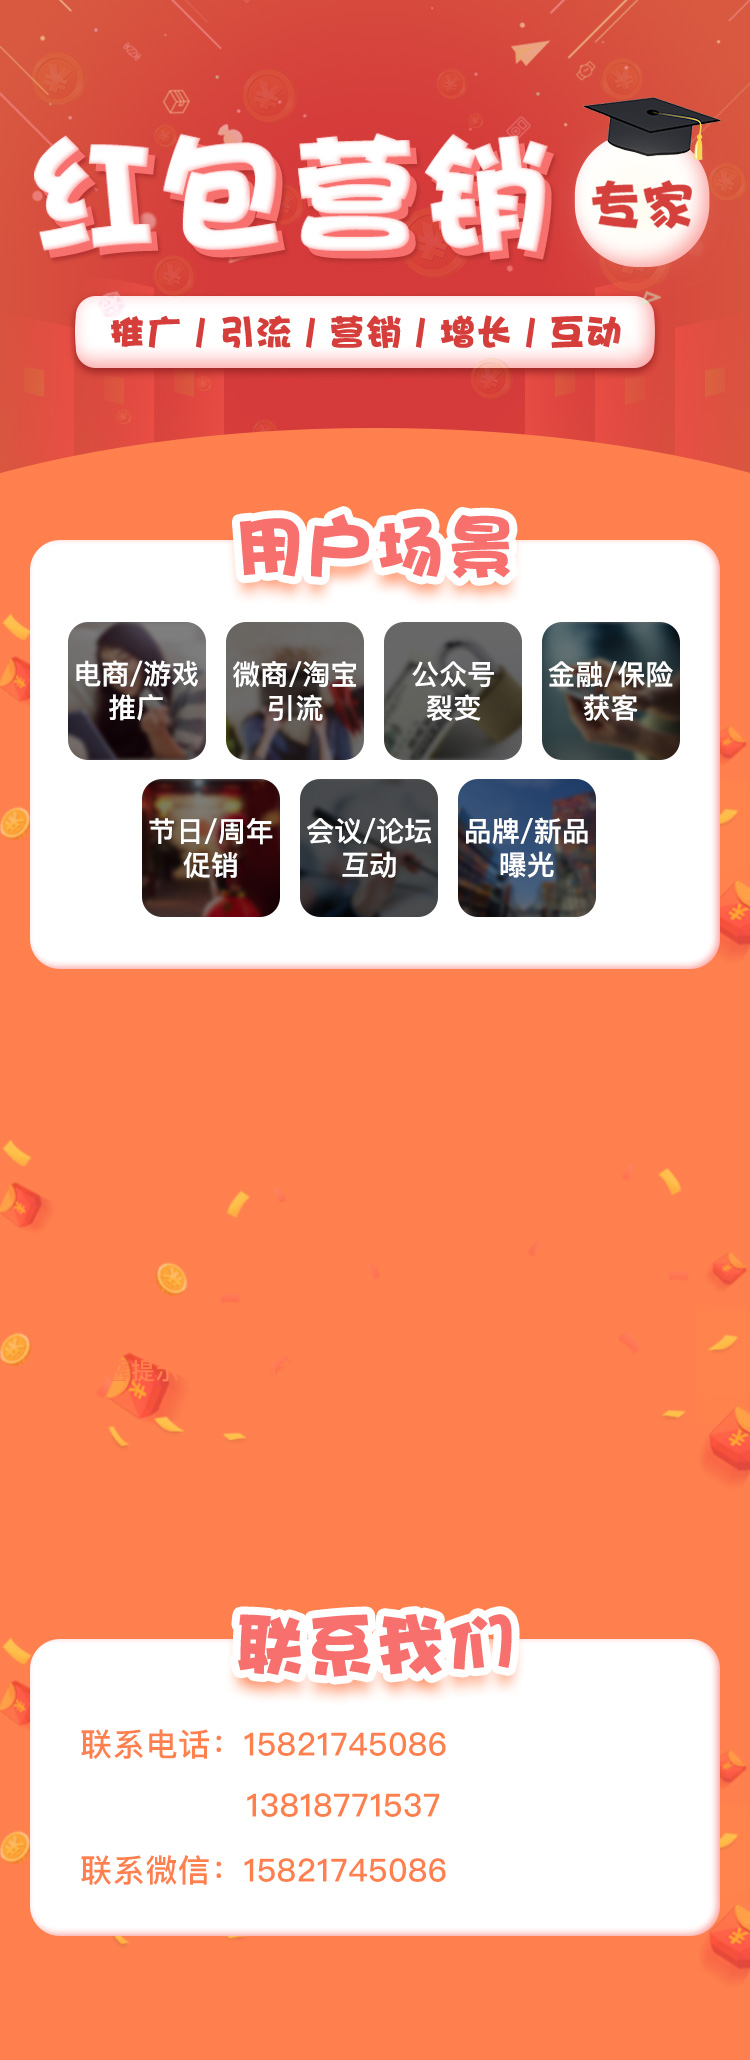 红包营销
专家
推广 / 引流 / 营销 / 增长 / 互动
用户场景
电商/游戏
推广
微商/淘宝
引流
公众号
裂变
金融/保险
获客
节日/周年
促销
会议/论坛
互动
品牌/新品
曝光
提示
联系我们
联系电话：15821745086
13818771537
联系微信：15821745086